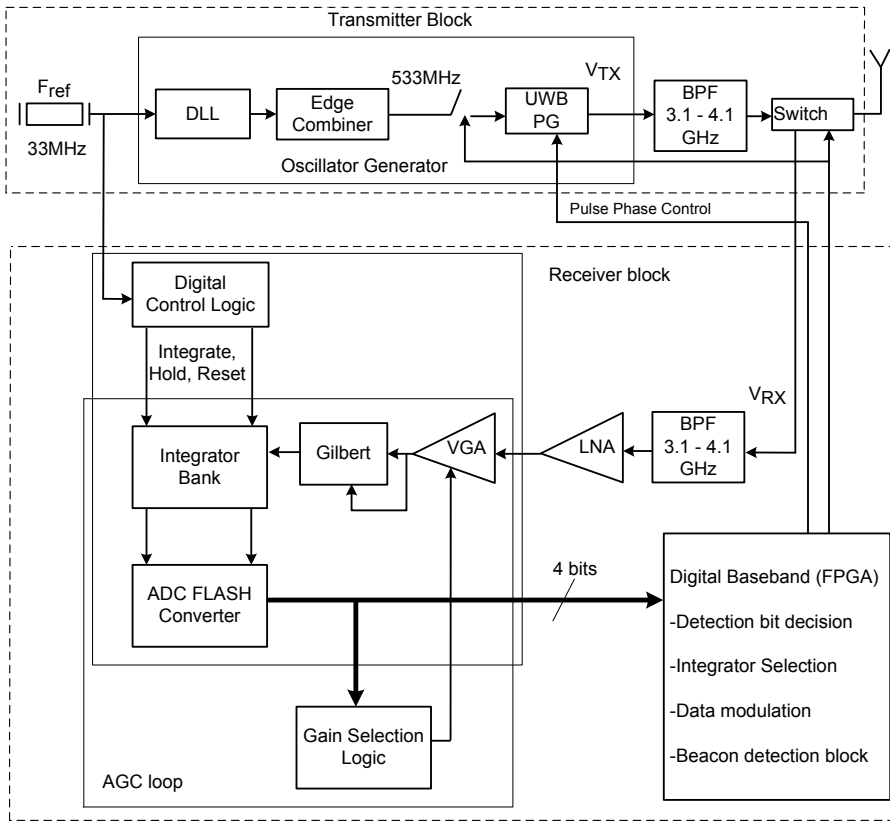 Transmitter Block
Fref
33MHz
DLL
Edge
Combiner
533MHz
UWB
PG
VTX
BPF
3.1 - 4.1
GHz
Switch
Oscillator Generator
Pulse Phase Control
Receiver block
Digital
Control Logic
Integrate,
Hold, Reset
Integrator
Bank
Gilbert
VGA
LNA
VRX
BPF
3.1 - 4.1
GHz
ADC FLASH
Converter
4 bits
Gain Selection
Logic
AGC loop
Digital Baseband (FPGA)
-Detection bit decision
-Integrator Selection
-Data modulation
-Beacon detection block